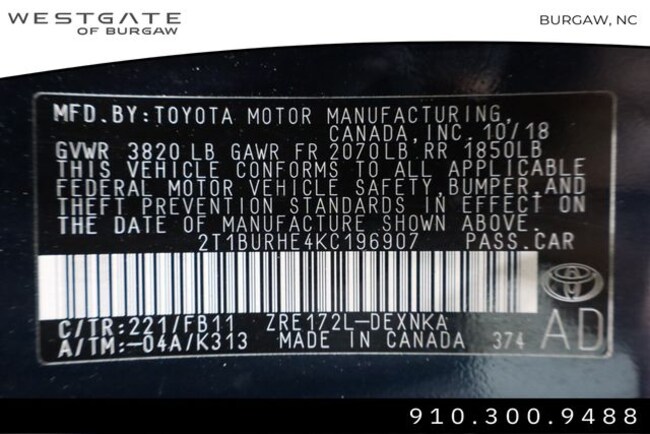 WESTGATE
OF BURGAW
BURGAW, NC
MFD. BY: TOYOTA MOTOR MANUFACTURING,
CANADA, INC. 10/18
GVWR 3820 LB GAWR FR 2070LB RR 1850LB
THIS VEHICLE CONFORMS TO ALL APPLICABLE
FEDERAL MOTOR VEHICLE SAFETY, BUMPER, AND
THEFT PREVENTION STANDARDS IN EFFECT ON
THE DATE OF MANUFACTURE SHOWN ABOVE.
2T1BURHE4KC196907 PASS. CAR
C/TR: 221/FB11 ZRE172L-DEXNKA
A/TM: -04A/K313 MADE IN CANADA 374 AD
910.300.9488